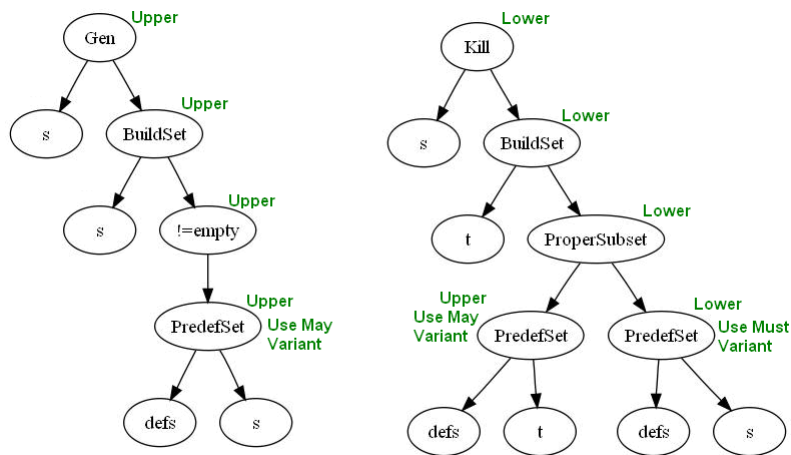 Upper
Gen
Upper
s
BuildSet
Upper
s
!=empty
Upper
Use May
Variant
PredefSet
defs
s
Lower
Kill
Lower
s
BuildSet
Lower
t
ProperSubset
Upper
Use May
Variant
PredefSet
Lower
Use Must
Variant
PredefSet
defs
t
defs
s